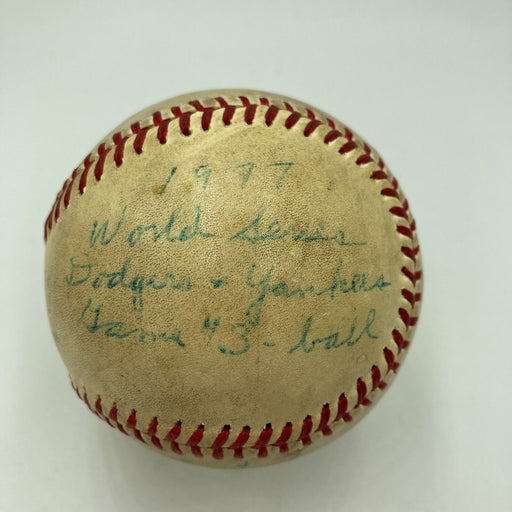 1977
World Series
Dodgers + Yankees
Game #3 - ball